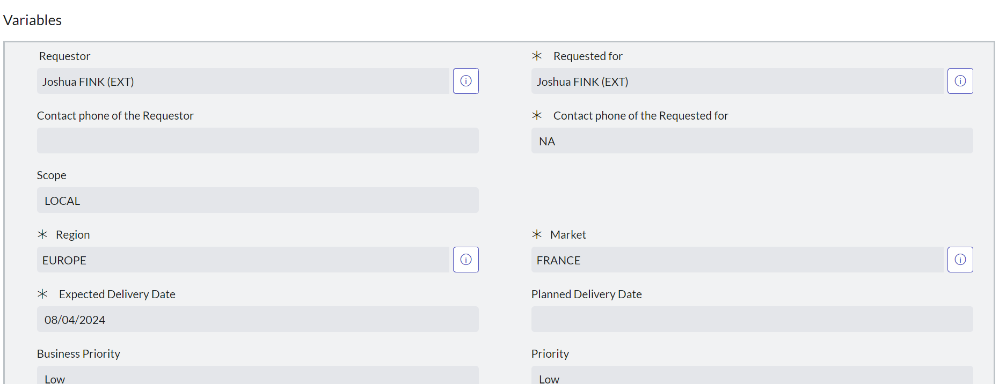 Variables
Requestor
Joshua FINK (EXT)
* Requested for
Joshua FINK (EXT)
Contact phone of the Requestor
* Contact phone of the Requested for
NA
Scope
LOCAL
* Region
EUROPE
* Market
FRANCE
* Expected Delivery Date
08/04/2024
Planned Delivery Date
Business Priority
Low
Priority
Low